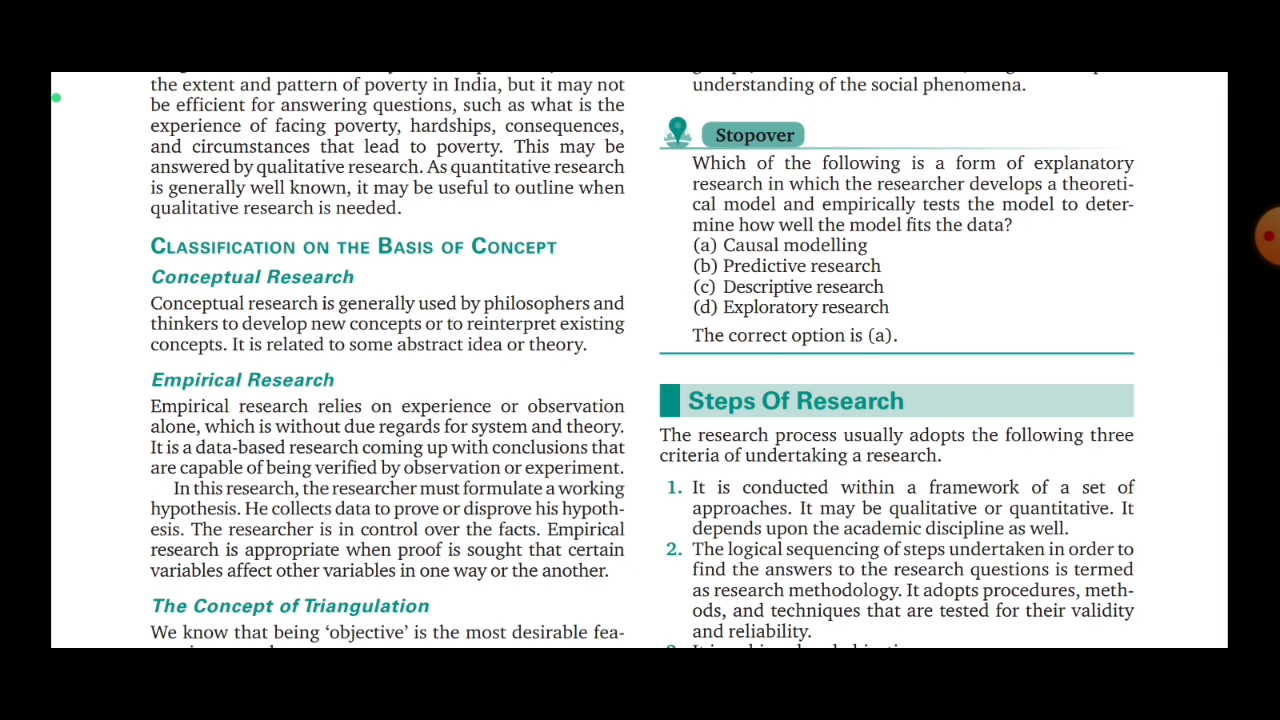 the extent and pattern of poverty in India, but it may not
be efficient for answering questions, such as what is the
experience of facing poverty, hardships, consequences,
and circumstances that lead to poverty. This may be
answered by qualitative research. As quantitative research
is generally well known, it may be useful to outline when
qualitative research is needed.
CLASSIFICATION ON THE BASIS OF CONCEPT
Conceptual Research
Conceptual research is generally used by philosophers and
thinkers to develop new concepts or to reinterpret existing
concepts. It is related to some abstract idea or theory.
Empirical Research
Empirical research relies on experience or observation
alone, which is without due regards for system and theory.
It is a data-based research coming up with conclusions that
are capable of being verified by observation or experiment.
In this research, the researcher must formulate a working
hypothesis. He collects data to prove or disprove his hypoth-
esis. The researcher is in control over the facts. Empirical
research is appropriate when proof is sought that certain
variables affect other variables in one way or the another.
The Concept of Triangulation
We know that being ‘objective’ is the most desirable fea-
understanding of the social phenomena.
Stopover
Which of the following is a form of explanatory
research in which the researcher develops a theoreti-
cal model and empirically tests the model to deter-
mine how well the model fits the data?
(a) Causal modelling
(b) Predictive research
(c) Descriptive research
(d) Exploratory research
The correct option is (a).
Steps Of Research
The research process usually adopts the following three
criteria of undertaking a research.
1. It is conducted within a framework of a set of
approaches. It may be qualitative or quantitative. It
depends upon the academic discipline as well.
2. The logical sequencing of steps undertaken in order to
find the answers to the research questions is termed
as research methodology. It adopts procedures, meth-
ods, and techniques that are tested for their validity
and reliability.